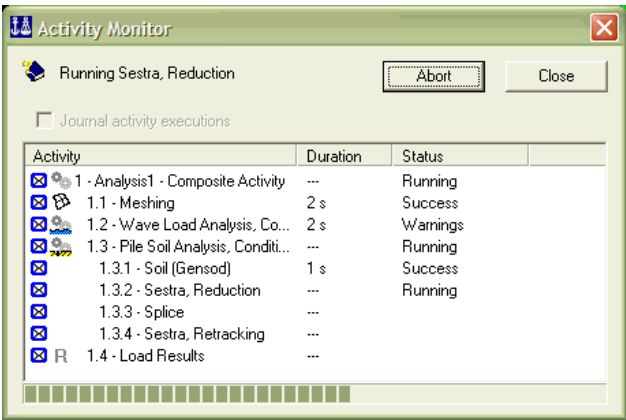 Activity Monitor
Running Sestra, Reduction
Abort
Close
Journal activity executions
Activity Duration Status
1 - Analysis1 - Composite Activity --- Running
1.1 - Meshing 2 s Success
1.2 - Wave Load Analysis, Co... 2 s Warnings
1.3 - Pile Soil Analysis, Conditi... --- Running
1.3.1 - Soil (Gensod) 1 s Success
1.3.2 - Sestra, Reduction --- Running
1.3.3 - Splice ---
1.3.4 - Sestra, Retracking ---
R 1.4 - Load Results ---